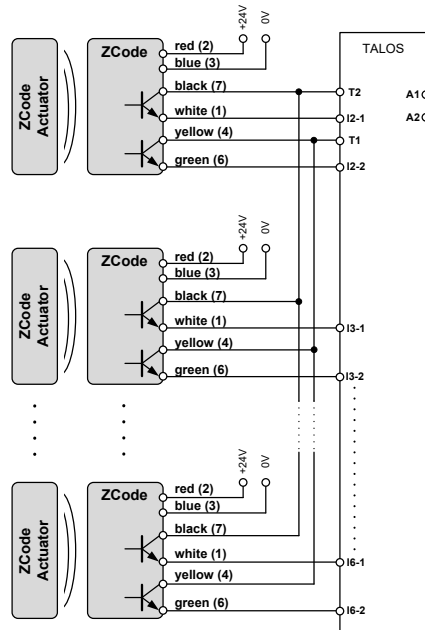 +24V
0V
ZCode
Actuator
ZCode
red (2)
blue (3)
black (7)
white (1)
yellow (4)
green (6)
TALOS
T2
I2-1
T1
I2-2
A1
A2
+24V
0V
ZCode
Actuator
ZCode
red (2)
blue (3)
black (7)
white (1)
yellow (4)
green (6)
I3-1
I3-2
+24V
0V
ZCode
Actuator
ZCode
red (2)
blue (3)
black (7)
white (1)
yellow (4)
green (6)
I6-1
I6-2